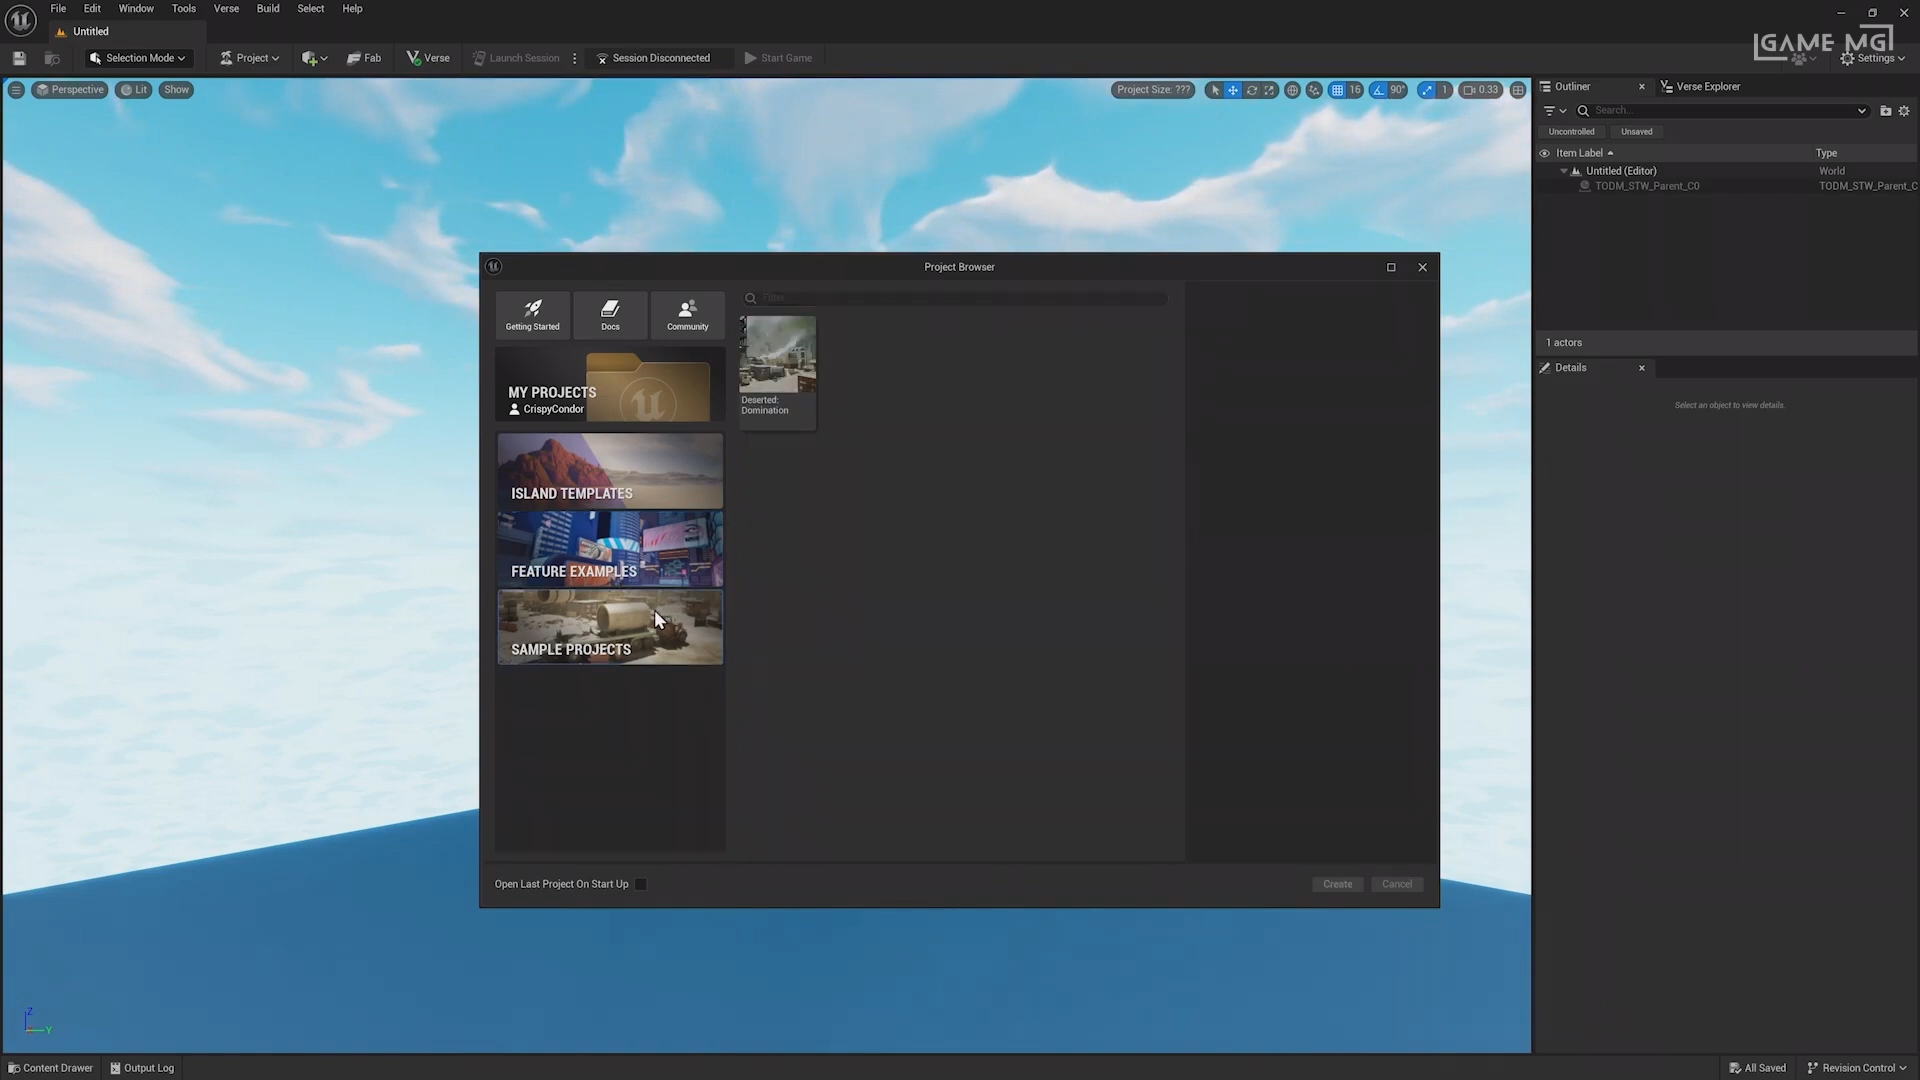 File Edit Window Tools Verse Build Select Help
Untitled
GAME MG
Selection Mode Project Fab Verse Launch Session Session Disconnected Start Game Settings
Perspective Lit Show Project Size: ??? 16 90° 1 0.33
Outliner Verse Explorer
Search...
Uncontrolled Unsaved
Item Label Type
Untitled (Editor) World
TODM_STW_Parent_C0 TODM_STW_Parent_C
1 actors
Details
Select an object to view details.
Project Browser
Getting Started Docs Community
Filter
MY PROJECTS
CrispyCondor
Deserted:
Domination
ISLAND TEMPLATES
FEATURE EXAMPLES
SAMPLE PROJECTS
Open Last Project On Start Up Create Cancel
Z
Y
Content Drawer Output Log All Saved Revision Control